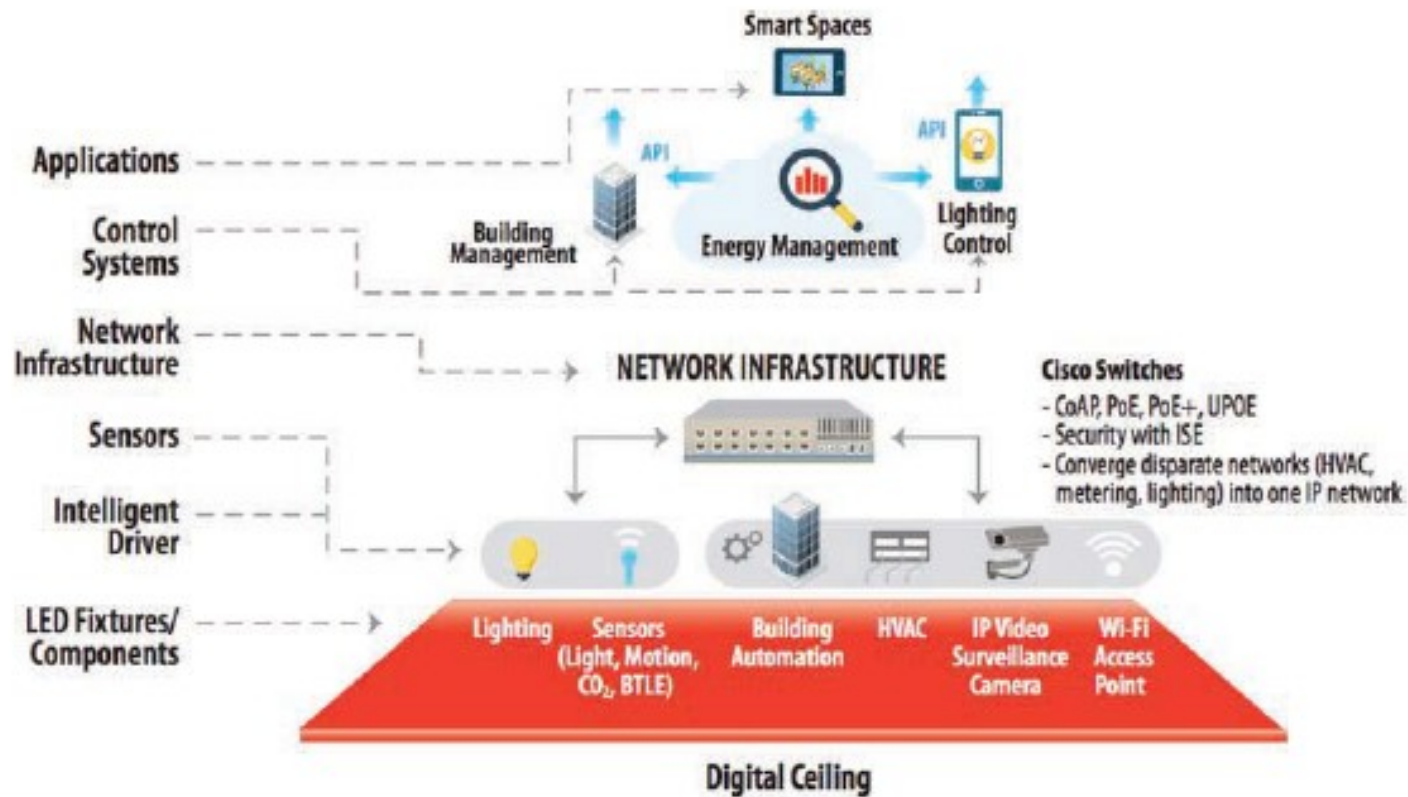 Smart Spaces
API
API
Applications
Control
Systems
Building
Management
Energy Management
Lighting
Control
Network
Infrastructure
NETWORK INFRASTRUCTURE
Cisco Switches
- CoAP, PoE, PoE+, UPOE
- Security with ISE
- Converge disparate networks (HVAC,
metering, lighting) into one IP network
Sensors
Intelligent
Driver
LED Fixtures/
Components
Lighting
Sensors
(Light, Motion,
CO₂, BTLE)
Building
Automation
HVAC
IP Video
Surveillance
Camera
Wi-Fi
Access
Point
Digital Ceiling